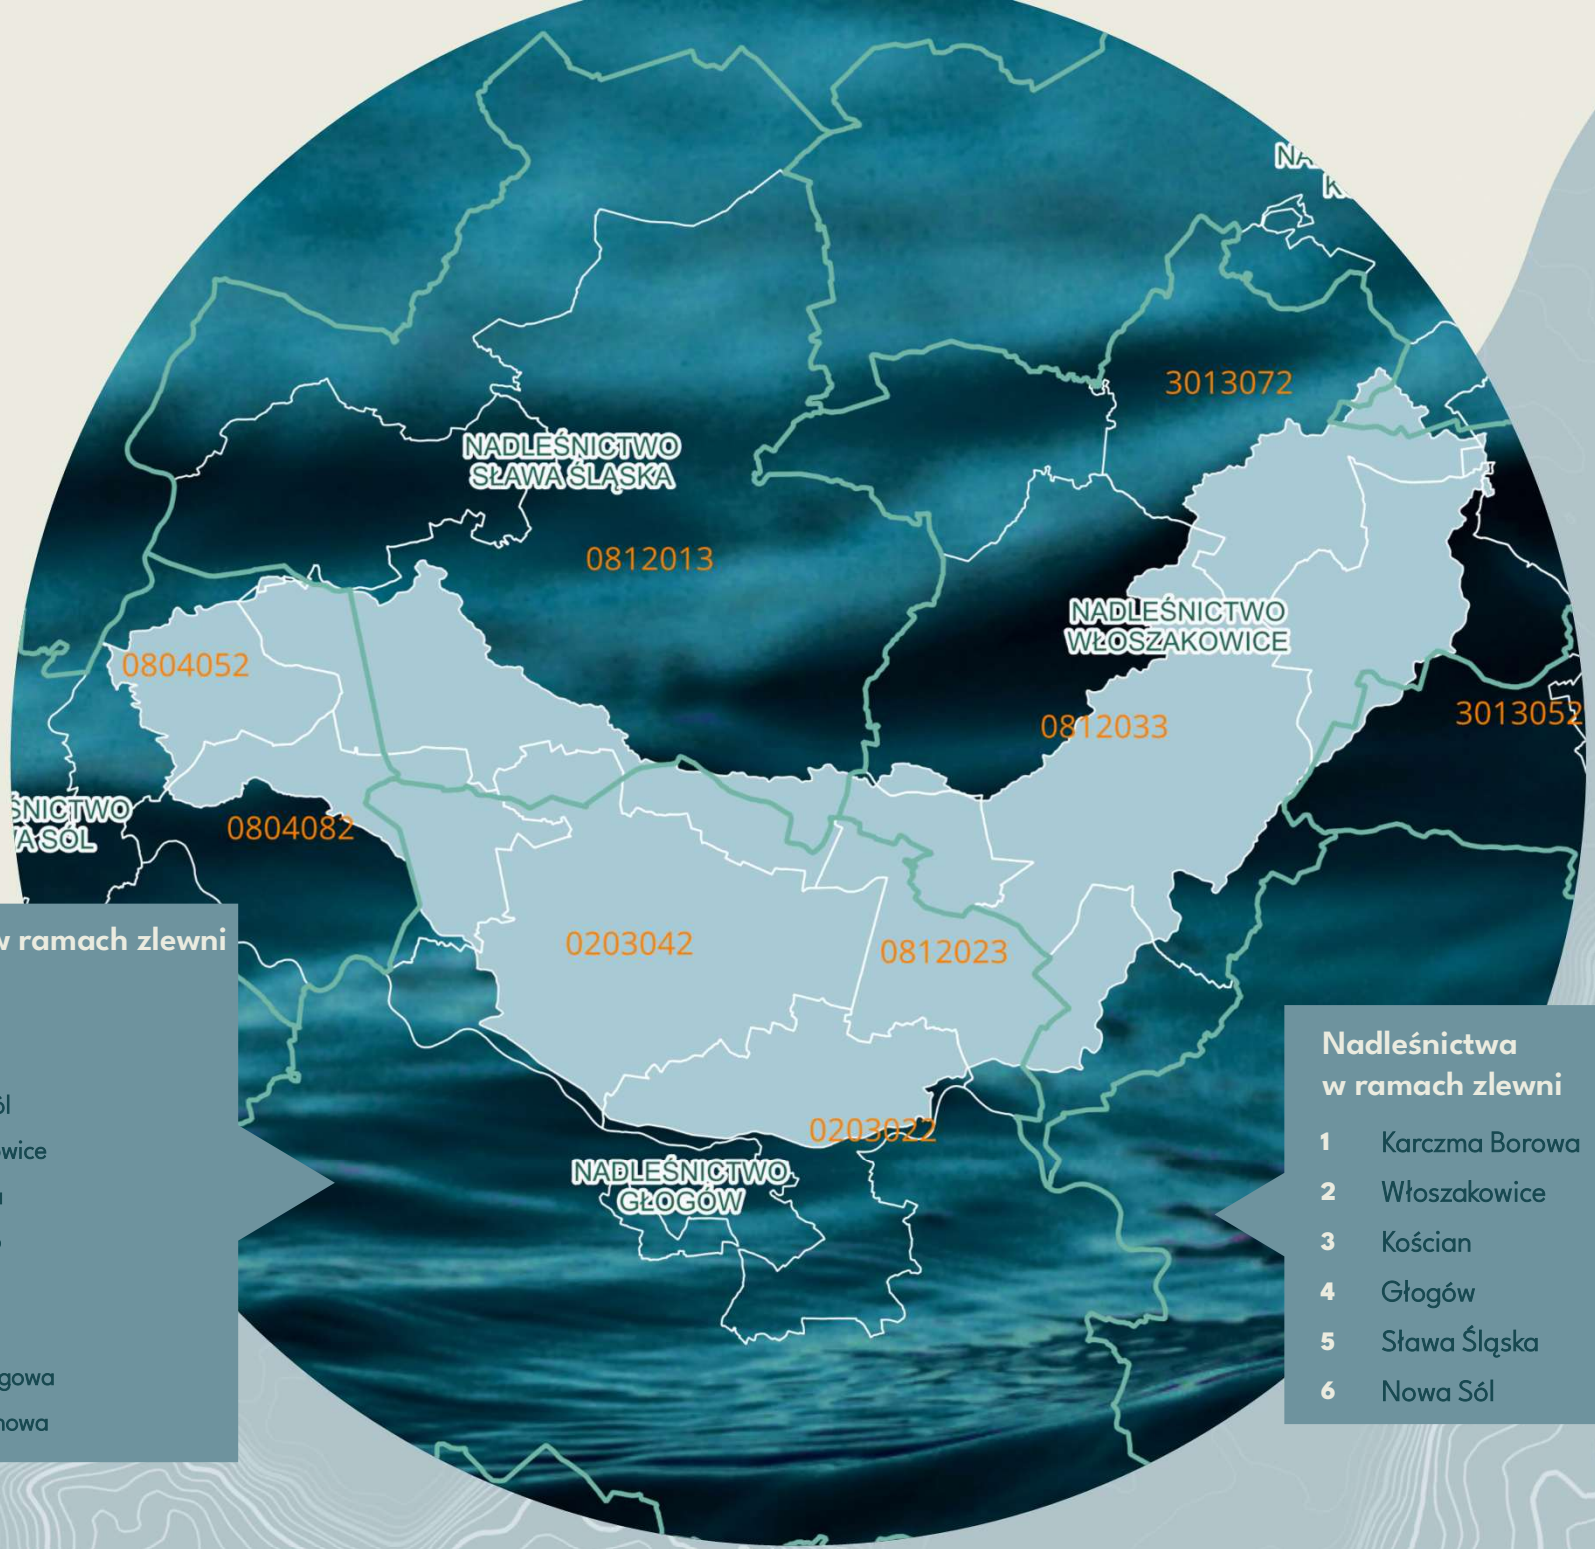 3013072
NADLEŚNICTWO
SŁAWA ŚLĄSKA
0812013
NADLEŚNICTWO
WŁOSZAKOWICE
0804052
3013052
0812033
0804082
0203042
0812023
0203022
NADLEŚNICTWO
GŁOGÓW
w ramach zlewni
Nadleśnictwa
w ramach zlewni
1 Karczma Borowa
2 Włoszakowice
3 Kościan
4 Głogów
5 Sława Śląska
6 Nowa Sól